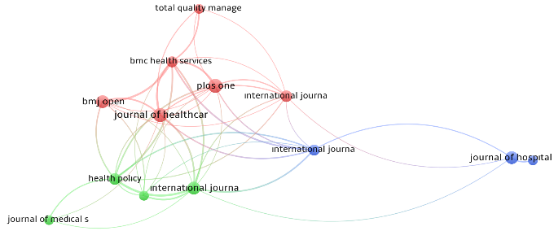 total quality manage
bmc health services
plos one
bmj open
international journa
journal of healthcar
international journa
journal of hospital
health policy
international journa
journal of medical s